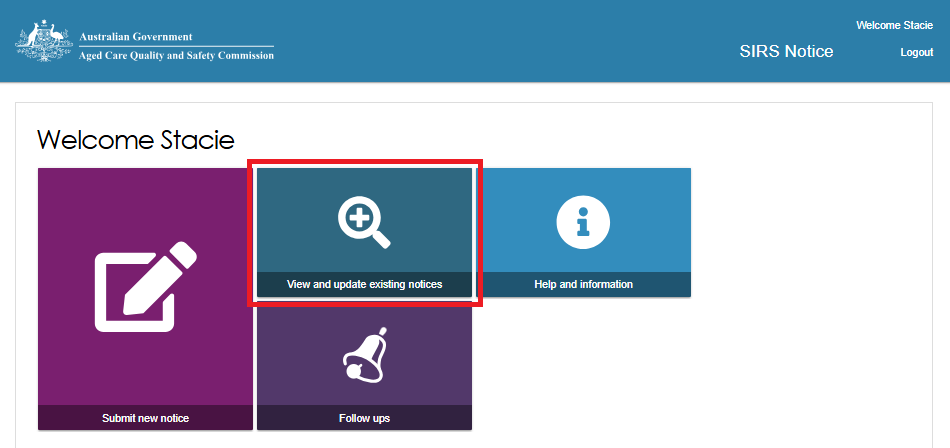 Australian Government
Aged Care Quality and Safety Commission
Welcome Stacie
SIRS Notice
Logout
Welcome Stacie
View and update existing notices
Help and information
Submit new notice
Follow ups